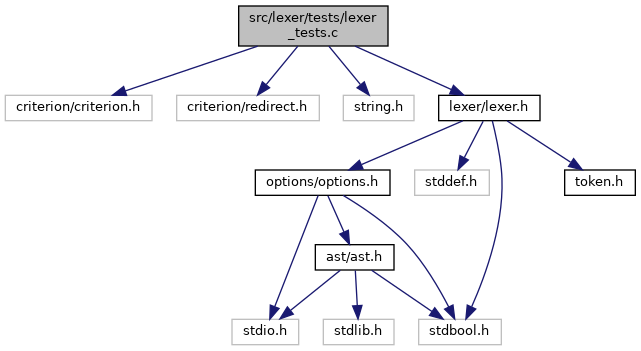 src/lexer/tests/lexer
_tests.c
criterion/criterion.h
criterion/redirect.h
string.h
lexer/lexer.h
options/options.h
stddef.h
token.h
ast/ast.h
stdio.h
stdlib.h
stdbool.h